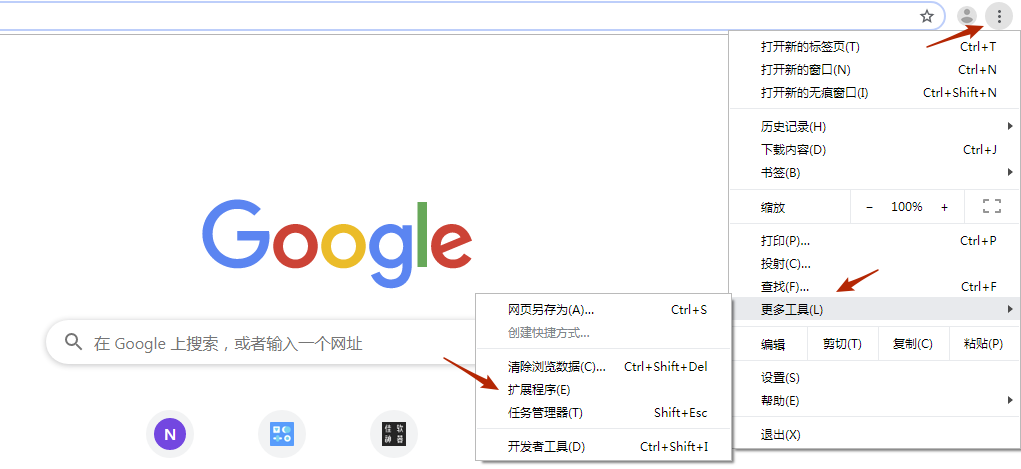 打开新的标签页(T) Ctrl+T
打开新的窗口(N) Ctrl+N
打开新的无痕窗口(I) Ctrl+Shift+N
历史记录(H)
下载内容(D) Ctrl+J
书签(B)
缩放 − 100% +
打印(P)... Ctrl+P
投射(C)...
查找(F)... Ctrl+F
更多工具(L)
编辑 剪切(T) 复制(C) 粘贴(P)
设置(S)
帮助(E)
退出(X)
Google
在 Google 上搜索，或者输入一个网址
网页另存为(A)... Ctrl+S
创建快捷方式...
清除浏览数据(C)... Ctrl+Shift+Del
扩展程序(E)
任务管理器(T) Shift+Esc
开发者工具(D) Ctrl+Shift+I
N
佳软
神荟